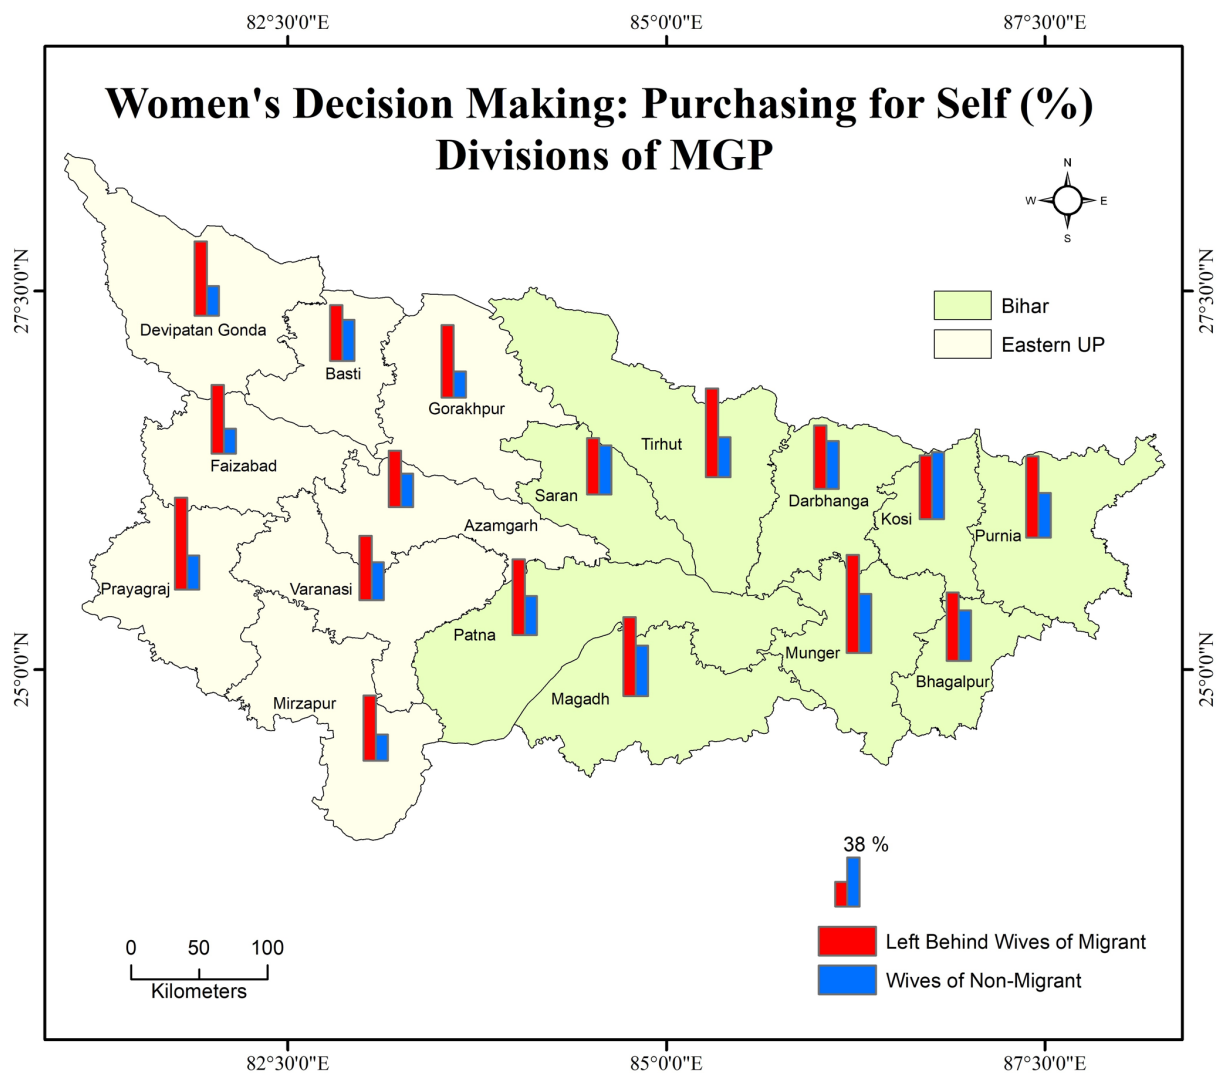 82°30'0"E 85°0'0"E 87°30'0"E
Women's Decision Making: Purchasing for Self (%)
Divisions of MGP
N
W E
S
27°30'0"N 27°30'0"N
Bihar
Devipatan Gonda
Eastern UP
Basti
Gorakhpur
Tirhut
Faizabad
Saran
Darbhanga
Kosi
Azamgarh
Purnia
Prayagraj
Varanasi
Patna
Munger
25°0'0"N 25°0'0"N
Bhagalpur
Magadh
Mirzapur
38 %
0 50 100
Kilometers
Left Behind Wives of Migrant
Wives of Non-Migrant
82°30'0"E 85°0'0"E 87°30'0"E